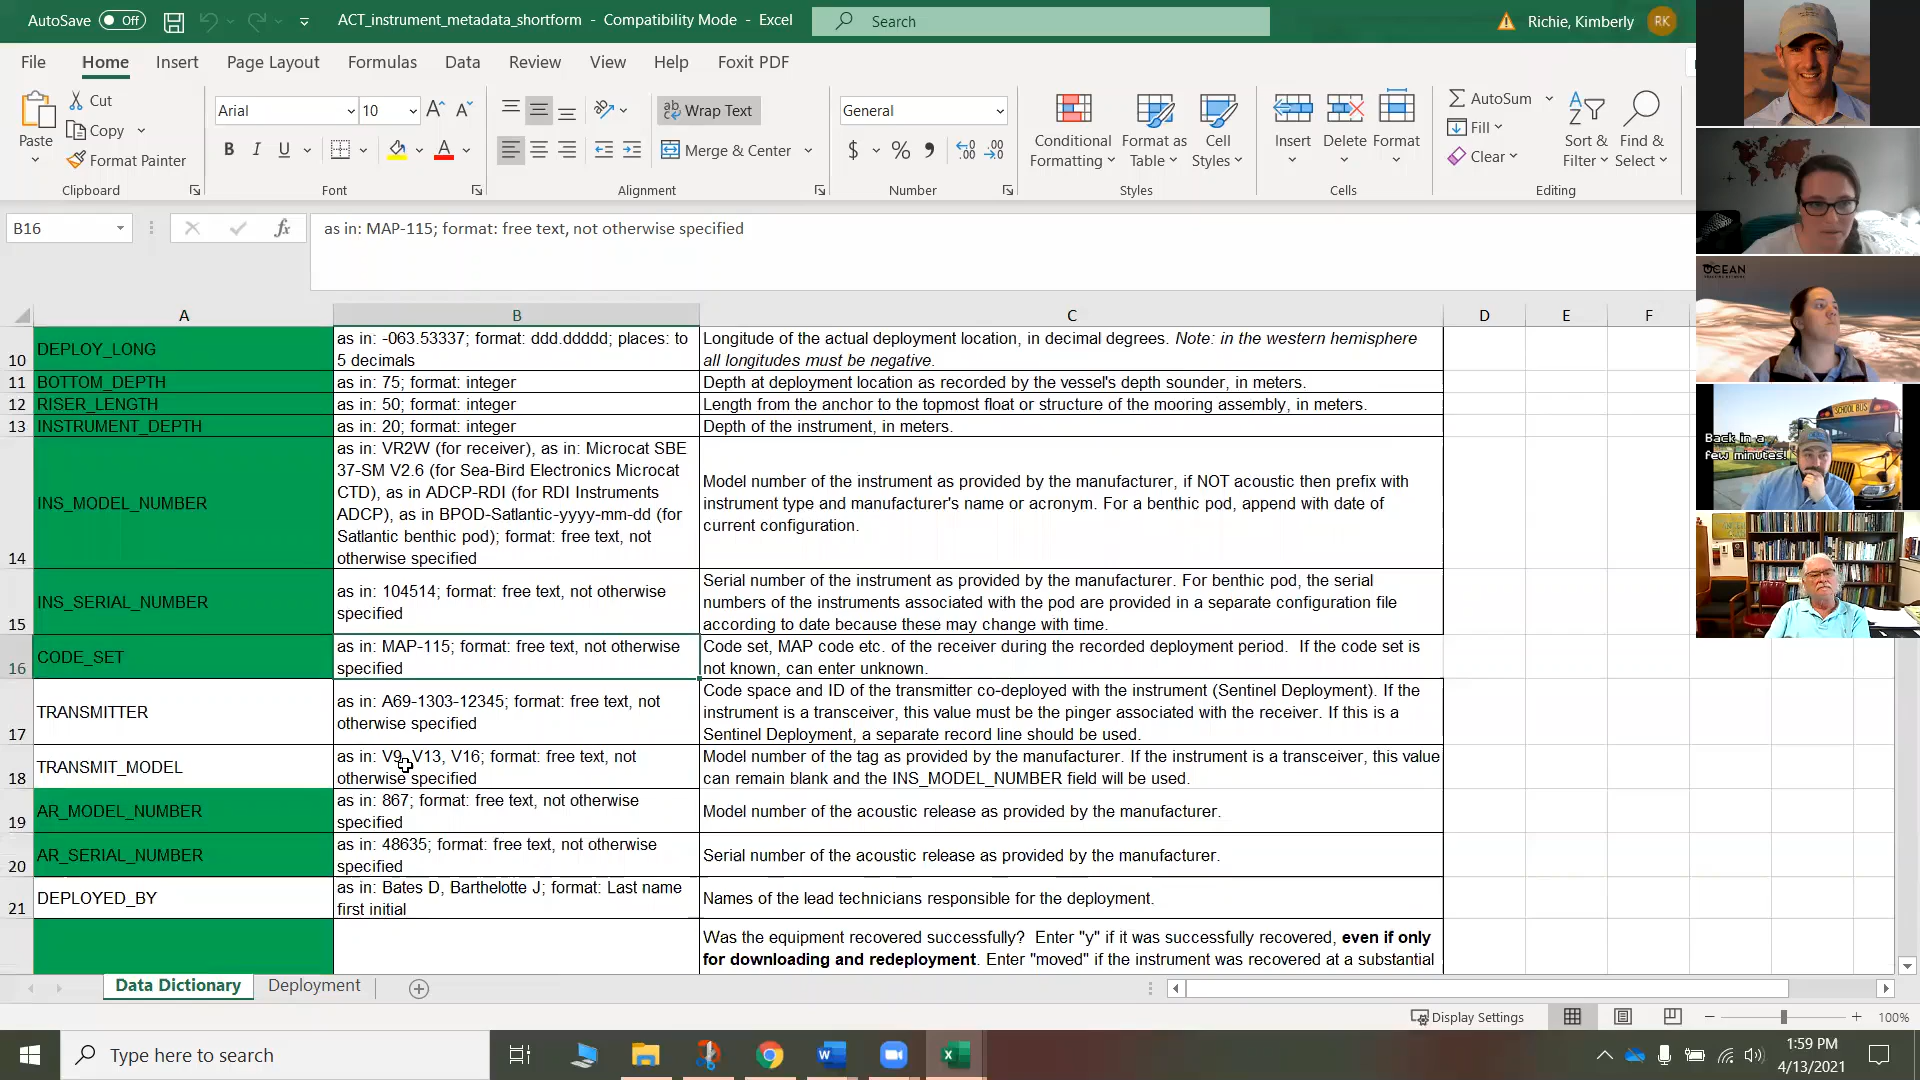 AutoSave Off
ACT_instrument_metadata_shortform - Compatibility Mode - Excel
Search
Richie, Kimberly RK
File Home Insert Page Layout Formulas Data Review View Help Foxit PDF
Paste
Cut
Copy
Format Painter
Clipboard
Arial 10
B I U
Font
Wrap Text
Merge & Center
Alignment
General
$ % 9
Number
Conditional Formatting
Format as Table
Cell Styles
Styles
Insert Delete Format
Cells
AutoSum
Fill
Clear
Sort & Filter
Find & Select
Editing
B16
fx
as in: MAP-115; format: free text, not otherwise specified
A B C D E F
10 DEPLOY_LONG
as in: -063.53337; format: ddd.ddddd; places: to
5 decimals
Longitude of the actual deployment location, in decimal degrees. Note: in the western hemisphere
all longitudes must be negative.
11 BOTTOM_DEPTH as in: 75; format: integer Depth at deployment location as recorded by the vessel's depth sounder, in meters.
12 RISER_LENGTH as in: 50; format: integer Length from the anchor to the topmost float or structure of the mooring assembly, in meters.
13 INSTRUMENT_DEPTH as in: 20; format: integer Depth of the instrument, in meters.
14 INS_MODEL_NUMBER
as in: VR2W (for receiver), as in: Microcat SBE
37-SM V2.6 (for Sea-Bird Electronics Microcat
CTD), as in ADCP-RDI (for RDI Instruments
ADCP), as in BPOD-Satlantic-yyyy-mm-dd (for
Satlantic benthic pod); format: free text, not
otherwise specified
Model number of the instrument as provided by the manufacturer, if NOT acoustic then prefix with
instrument type and manufacturer's name or acronym. For a benthic pod, append with date of
current configuration.
15 INS_SERIAL_NUMBER
as in: 104514; format: free text, not otherwise
specified
Serial number of the instrument as provided by the manufacturer. For benthic pod, the serial
numbers of the instruments associated with the pod are provided in a separate configuration file
according to date because these may change with time.
16 CODE_SET
as in: MAP-115; format: free text, not otherwise
specified
Code set, MAP code etc. of the receiver during the recorded deployment period. If the code set is
not known, can enter unknown.
17 TRANSMITTER
as in: A69-1303-12345; format: free text, not
otherwise specified
Code space and ID of the transmitter co-deployed with the instrument (Sentinel Deployment). If the
instrument is a transceiver, this value must be the pinger associated with the receiver. If this is a
Sentinel Deployment, a separate record line should be used.
18 TRANSMIT_MODEL
as in: V9, V13, V16; format: free text, not
otherwise specified
Model number of the tag as provided by the manufacturer. If the instrument is a transceiver, this value
can remain blank and the INS_MODEL_NUMBER field will be used.
19 AR_MODEL_NUMBER
as in: 867; format: free text, not otherwise
specified
Model number of the acoustic release as provided by the manufacturer.
20 AR_SERIAL_NUMBER
as in: 48635; format: free text, not otherwise
specified
Serial number of the acoustic release as provided by the manufacturer.
21 DEPLOYED_BY
as in: Bates D, Barthelotte J; format: Last name
first initial
Names of the lead technicians responsible for the deployment.
Was the equipment recovered successfully? Enter "y" if it was successfully recovered, even if only
for downloading and redeployment. Enter "moved" if the instrument was recovered at a substantial
Data Dictionary Deployment
Display Settings
100%
Type here to search
1:59 PM
4/13/2021
OCEAN
SCHOOL BUS
Back in a
few minutes!